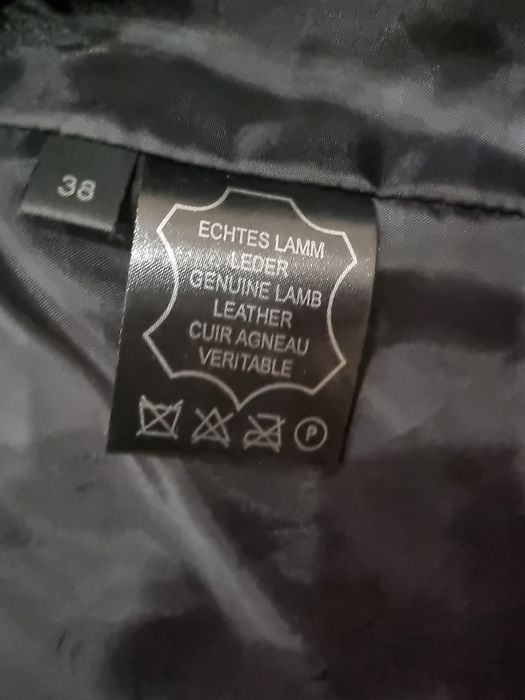 38
ECHTES LAMM
LEDER
GENUINE LAMB
LEATHER
CUIR AGNEAU
VERITABLE
P